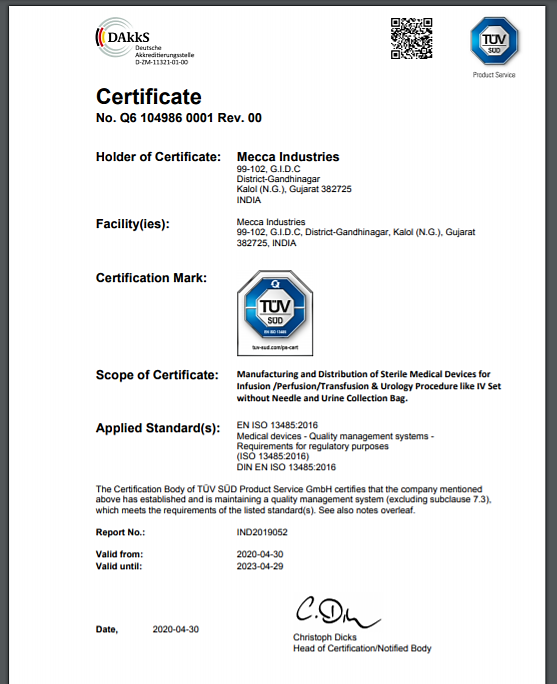 DAkkS
Deutsche
Akkreditierungsstelle
D-ZM-11321-01-00
TÜV
SÜD
Product Service
Certificate
No. Q6 104986 0001 Rev. 00
Holder of Certificate: Mecca Industries
99-102, G.I.D.C
District-Gandhinagar
Kalol (N.G.), Gujarat 382725
INDIA
Facility(ies): Mecca Industries
99-102, G.I.D.C, District-Gandhinagar, Kalol (N.G.), Gujarat
382725, INDIA
Certification Mark:
TÜV
SÜD
EN ISO 13485
tuv-sud.com/ps-cert
Scope of Certificate: Manufacturing and Distribution of Sterile Medical Devices for
Infusion /Perfusion/Transfusion & Urology Procedure like IV Set
without Needle and Urine Collection Bag.
Applied Standard(s): EN ISO 13485:2016
Medical devices - Quality management systems -
Requirements for regulatory purposes
(ISO 13485:2016)
DIN EN ISO 13485:2016
The Certification Body of TÜV SÜD Product Service GmbH certifies that the company mentioned
above has established and is maintaining a quality management system (excluding subclause 7.3),
which meets the requirements of the listed standard(s). See also notes overleaf.
Report No.: IND2019052
Valid from: 2020-04-30
Valid until: 2023-04-29
C. Di
Date, 2020-04-30
Christoph Dicks
Head of Certification/Notified Body